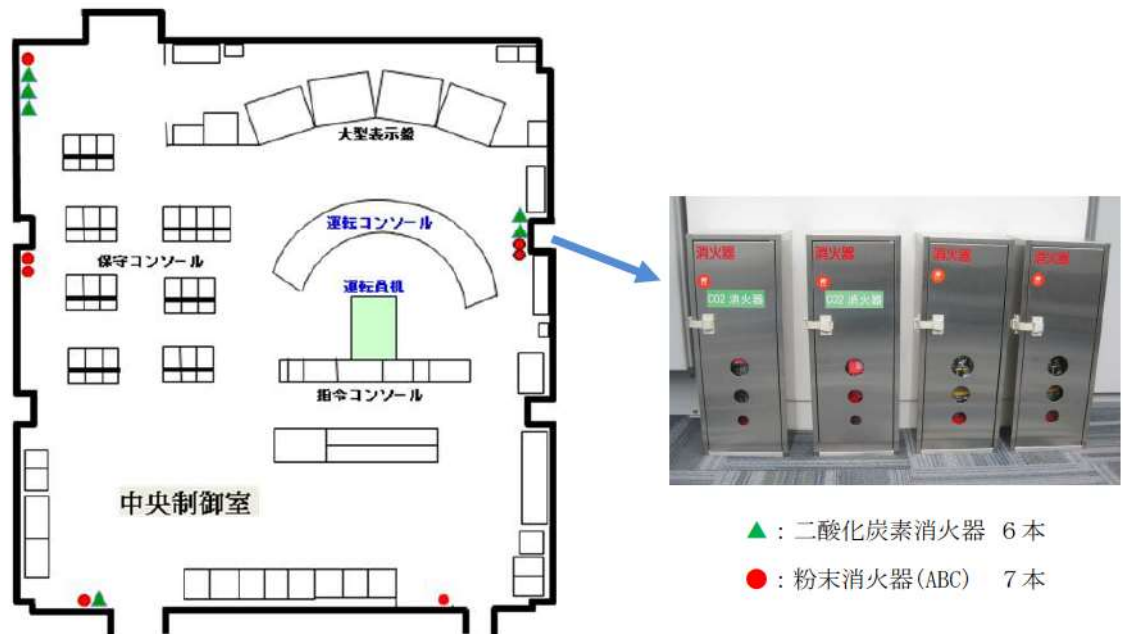 大型表示盤
運転コンソール
保守コンソール
運転員机
指令コンソール
中央制御室
消火器
CO2 消火器
消火器
CO2 消火器
消火器
消火器
▲：二酸化炭素消火器 6本
●：粉末消火器(ABC) 7本